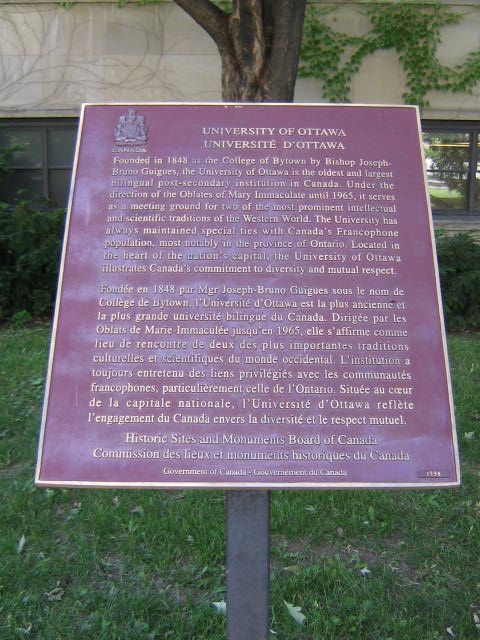 CANADA
UNIVERSITY OF OTTAWA
UNIVERSITÉ D'OTTAWA
Founded in 1848 as the College of Bytown by Bishop Joseph-
Bruno Guigues, the University of Ottawa is the oldest and largest
bilingual post-secondary institution in Canada. Under the
direction of the Oblates of Mary Immaculate until 1965, it serves
as a meeting ground for two of the most prominent intellectual
and scientific traditions of the Western World. The University has
always maintained special ties with Canada's Francophone
population, most notably in the province of Ontario. Located in
the heart of the nation's capital, the University of Ottawa
illustrates Canada's commitment to diversity and mutual respect.
Fondée en 1848 par Mgr Joseph-Bruno Guigues sous le nom de
Collège de Bytown, l'Université d'Ottawa est la plus ancienne et
la plus grande université bilingue du Canada. Dirigée par les
Oblats de Marie-Immaculée jusqu'en 1965, elle s'affirme comme
lieu de rencontre de deux des plus importantes traditions
culturelles et scientifiques du monde occidental. L'institution a
toujours entretenu des liens privilégiés avec les communautés
francophones, particulièrement celle de l'Ontario. Située au cœur
de la capitale nationale, l'Université d'Ottawa reflète
l'engagement du Canada envers la diversité et le respect mutuel.
Historic Sites and Monuments Board of Canada
Commission des lieux et monuments historiques du Canada
Government of Canada - Gouvernement du Canada
1998